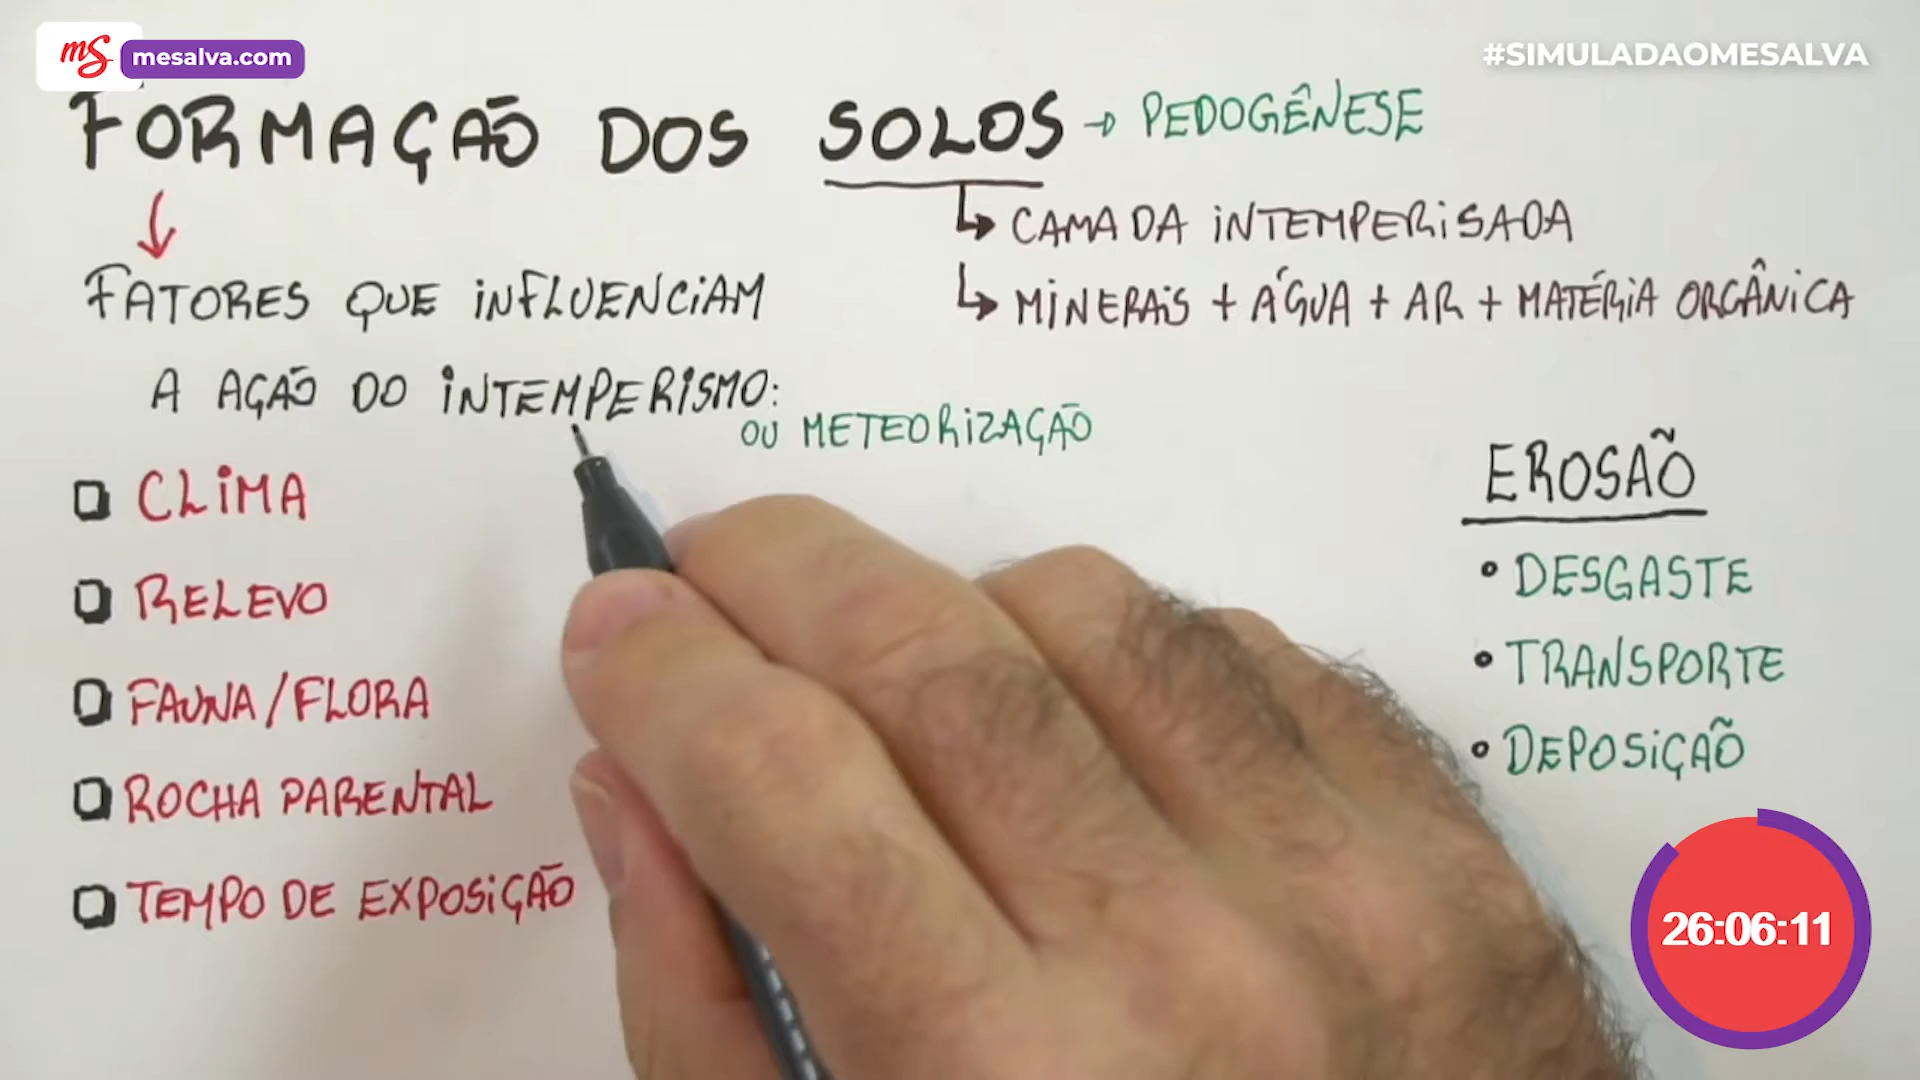 mS mesalva.com
#SIMULADAOMESALVA
FORMAÇÃO DOS SOLOS → PEDOGÊNESE
CAMADA INTEMPERISADA
MINERAIS + ÁGUA + AR + MATÉRIA ORGÂNICA
FATORES QUE INFLUENCIAM
A AÇÃO DO INTEMPERISMO:
OU METEORIZAÇÃO
CLIMA
RELEVO
FAUNA/FLORA
ROCHA PARENTAL
TEMPO DE EXPOSIÇÃO
EROSÃO
• DESGASTE
• TRANSPORTE
• DEPOSIÇÃO
26:06:11